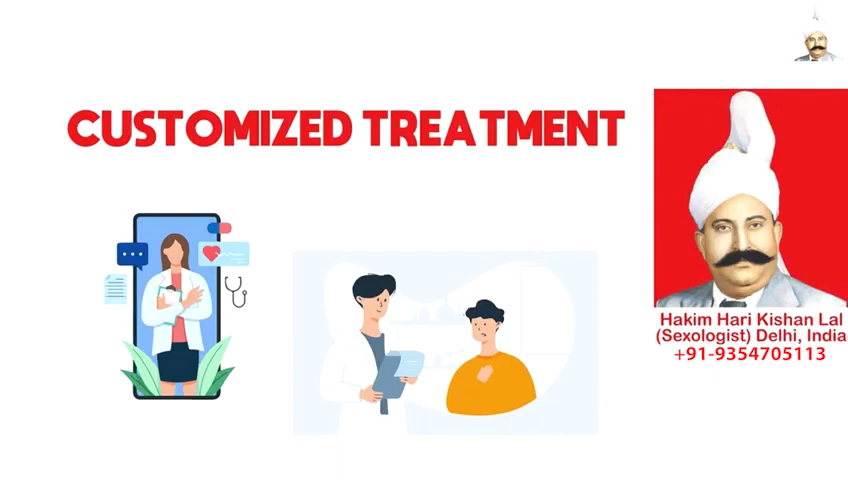 CUSTOMIZED TREATMENT
Hakim Hari Kishan Lal
(Sexologist) Delhi, India
+91-9354705113